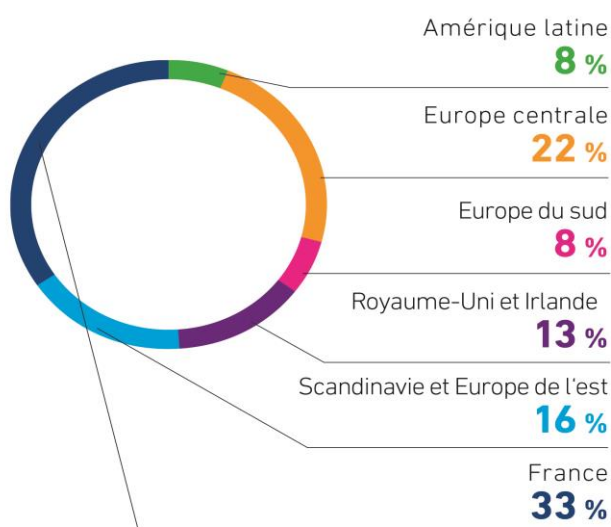 Amérique latine
8 %
Europe centrale
22 %
Europe du sud
8 %
Royaume-Uni et Irlande
13 %
Scandinavie et Europe de l'est
16 %
France
33 %